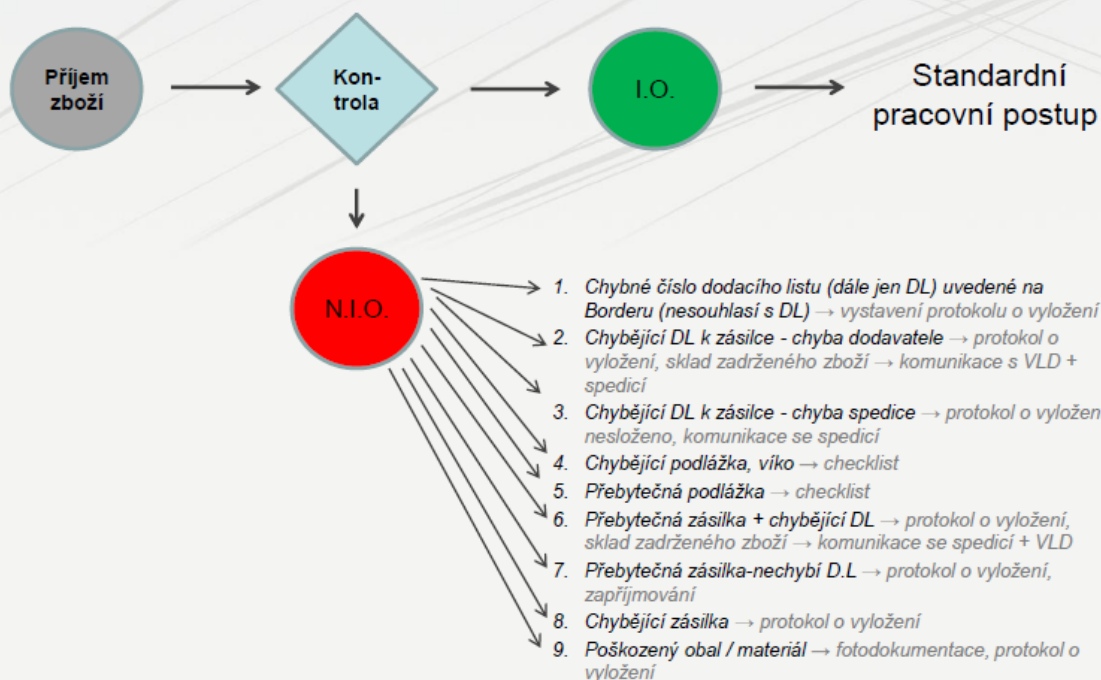 Příjem
zboží
Kon-
trola
I.O.
Standardní
pracovní postup
N.I.O.
1. Chybné číslo dodacího listu (dále jen DL) uvedené na
Borderu (nesouhlasí s DL) → vystavení protokolu o vyložení
2. Chybějící DL k zásilce - chyba dodavatele → protokol o
vyložení, sklad zadrženého zboží → komunikace s VLD +
spedicí
3. Chybějící DL k zásilce - chyba spedice → protokol o vyložen
nesloženo, komunikace se spedicí
4. Chybějící podlážka, víko → checklist
5. Přebytečná podlážka → checklist
6. Přebytečná zásilka + chybějící DL → protokol o vyložení,
sklad zadrženého zboží → komunikace se spedicí + VLD
7. Přebytečná zásilka-nechybí D.L → protokol o vyložení,
zapříjmování
8. Chybějící zásilka → protokol o vyložení
9. Poškozený obal / materiál → fotodokumentace, protokol o
vyložení